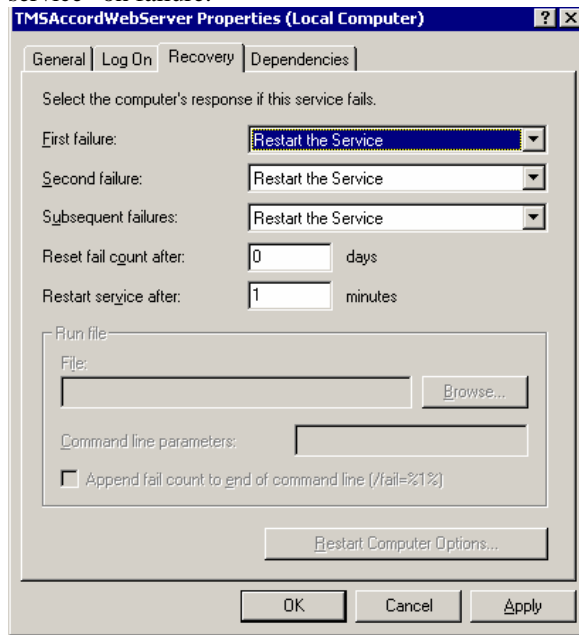 TMSAccordWebServer Properties (Local Computer)
General Log On Recovery Dependencies
Select the computer's response if this service fails.
First failure: Restart the Service
Second failure: Restart the Service
Subsequent failures: Restart the Service
Reset fail count after: 0 days
Restart service after: 1 minutes
Run file
File:
Browse...
Command line parameters:
Append fail count to end of command line (/fail=%1%)
Restart Computer Options...
OK Cancel Apply